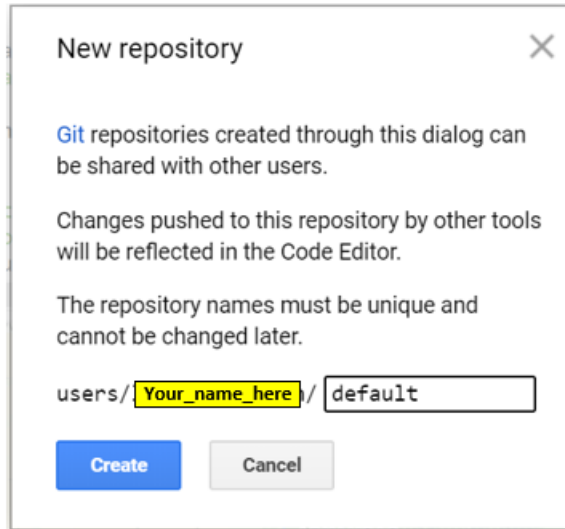 New repository
Git repositories created through this dialog can
be shared with other users.
Changes pushed to this repository by other tools
will be reflected in the Code Editor.
The repository names must be unique and
cannot be changed later.
users/ Your_name_here / default
Create Cancel